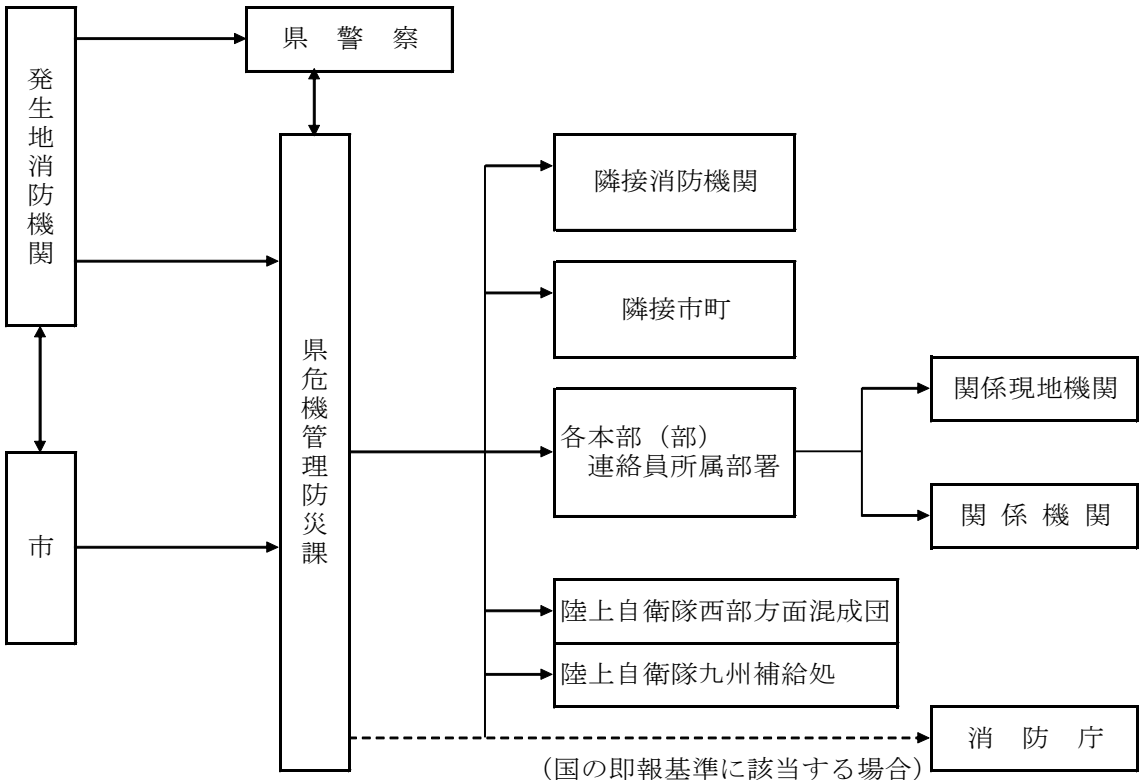 県 警 察
発生地消防機関
隣接消防機関
隣接市町
県危機管理防災課
関係現地機関
各本部（部）
連絡員所属部署
関 係 機 関
市
陸上自衛隊西部方面混成団
陸上自衛隊九州補給処
消 防 庁
（国の即報基準に該当する場合）